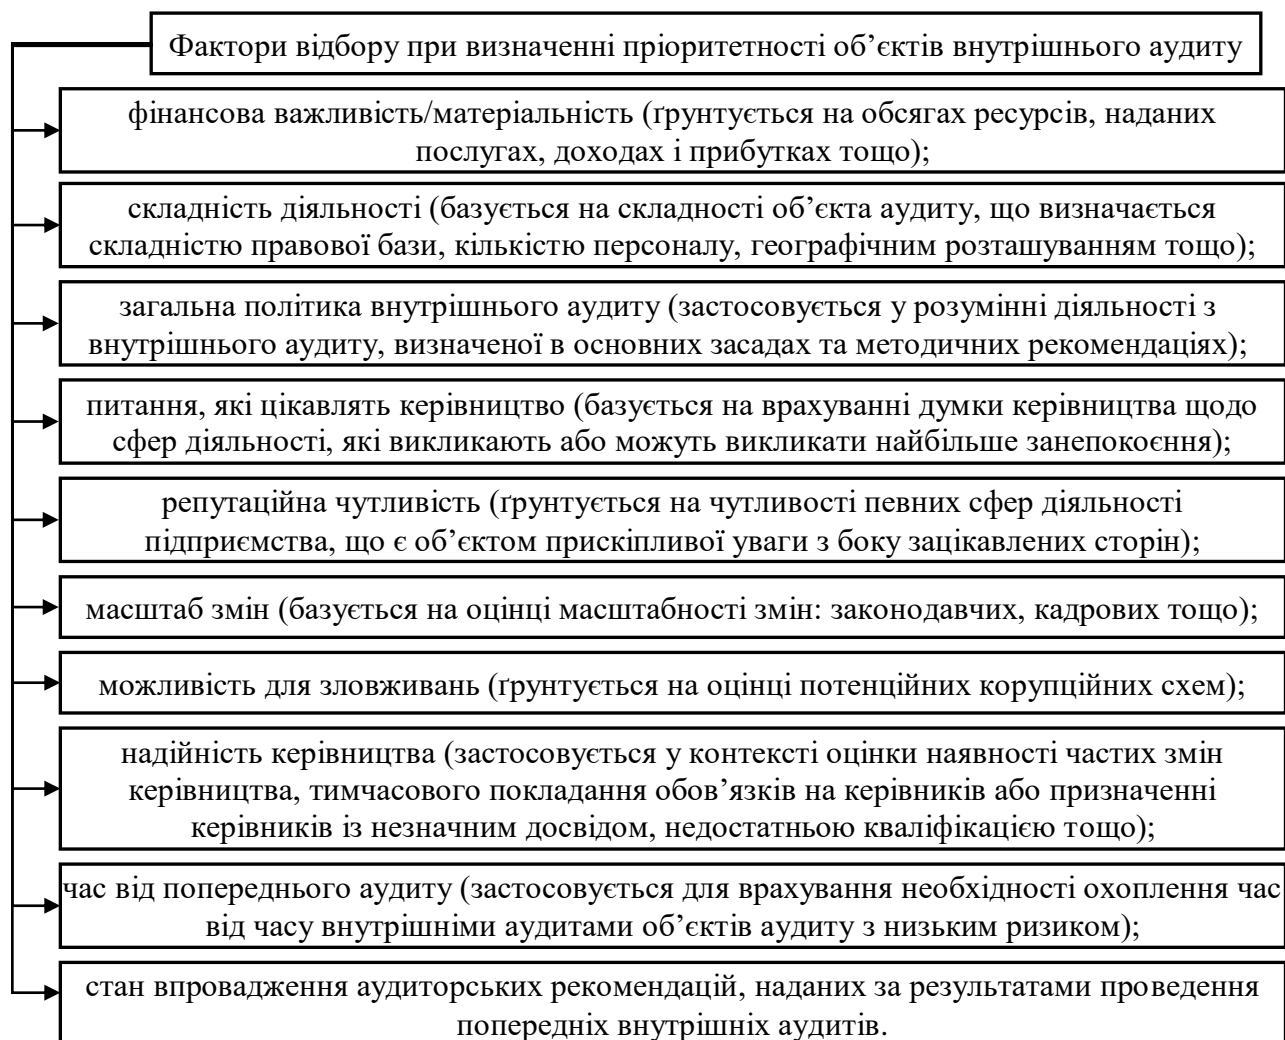 Фактори відбору при визначенні пріоритетності об’єктів внутрішнього аудиту
фінансова важливість/матеріальність (ґрунтується на обсягах ресурсів, наданих
послугах, доходах і прибутках тощо);
складність діяльності (базується на складності об’єкта аудиту, що визначається
складністю правової бази, кількістю персоналу, географічним розташуванням тощо);
загальна політика внутрішнього аудиту (застосовується у розумінні діяльності з
внутрішнього аудиту, визначеної в основних засадах та методичних рекомендаціях);
питання, які цікавлять керівництво (базується на врахуванні думки керівництва щодо
сфер діяльності, які викликають або можуть викликати найбільше занепокоєння);
репутаційна чутливість (ґрунтується на чутливості певних сфер діяльності
підприємства, що є об’єктом прискіпливої уваги з боку зацікавлених сторін);
масштаб змін (базується на оцінці масштабності змін: законодавчих, кадрових тощо);
можливість для зловживань (ґрунтується на оцінці потенційних корупційних схем);
надійність керівництва (застосовується у контексті оцінки наявності частих змін
керівництва, тимчасового покладання обов’язків на керівників або призначенні
керівників із незначним досвідом, недостатньою кваліфікацією тощо);
час від попереднього аудиту (застосовується для врахування необхідності охоплення час
від часу внутрішніми аудитами об’єктів аудиту з низьким ризиком);
стан впровадження аудиторських рекомендацій, наданих за результатами проведення
попередніх внутрішніх аудитів.